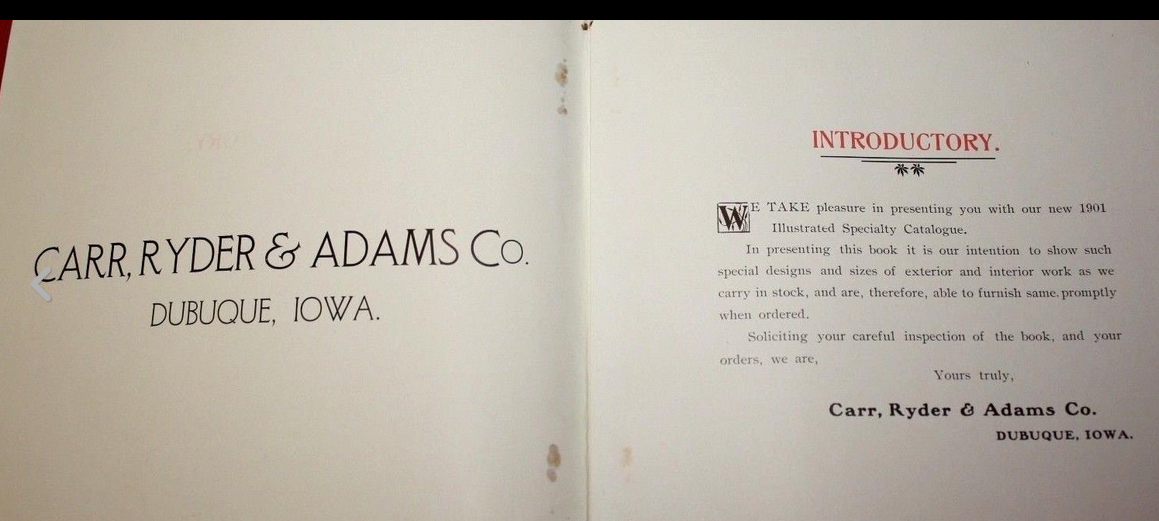 CARR, RYDER & ADAMS CO.
DUBUQUE, IOWA.
INTRODUCTORY.
WE TAKE pleasure in presenting you with our new 1901
Illustrated Specialty Catalogue.
In presenting this book it is our intention to show such
special designs and sizes of exterior and interior work as we
carry in stock, and are, therefore, able to furnish same promptly
when ordered.
Soliciting your careful inspection of the book, and your
orders, we are,
Yours truly,
Carr, Ryder & Adams Co.
DUBUQUE, IOWA.